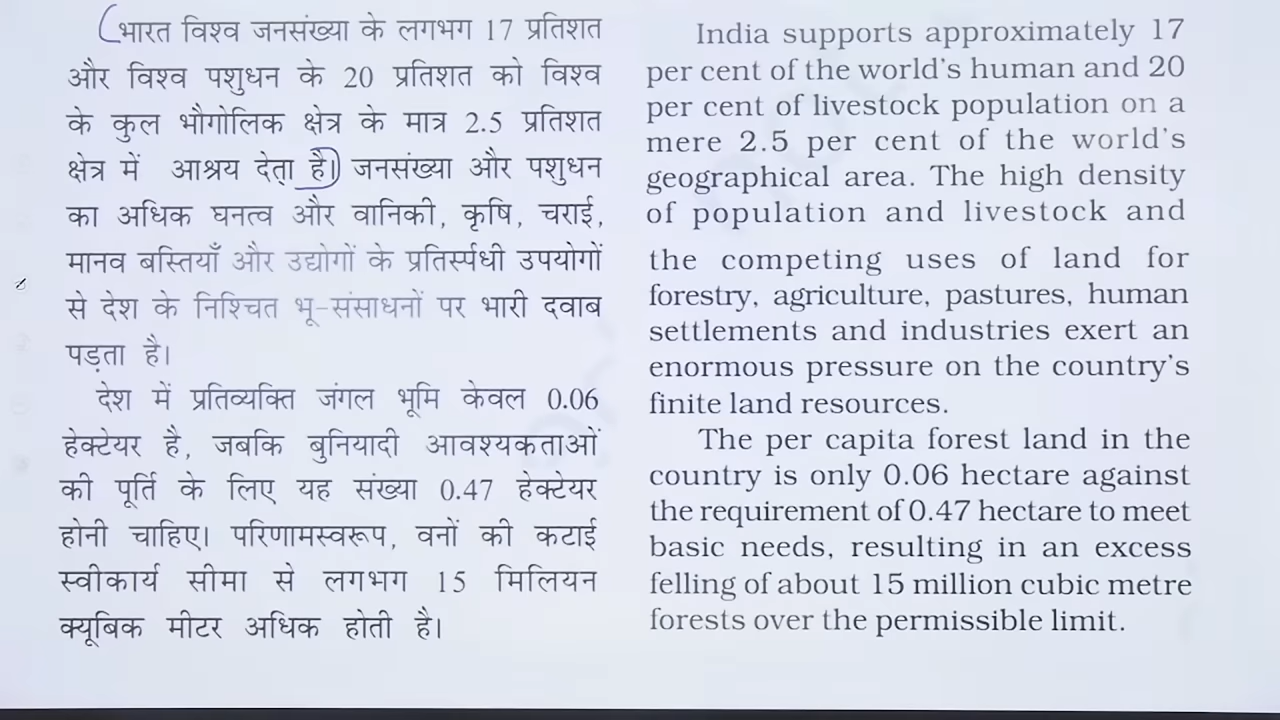 भारत विश्व जनसंख्या के लगभग 17 प्रतिशत
और विश्व पशुधन के 20 प्रतिशत को विश्व
के कुल भौगोलिक क्षेत्र के मात्र 2.5 प्रतिशत
क्षेत्र में आश्रय देता है। जनसंख्या और पशुधन
का अधिक घनत्व और वानिकी, कृषि, चराई,
मानव बस्तियाँ और उद्योगों के प्रतिर्स्पधी उपयोगों
से देश के निश्चित भू-संसाधनों पर भारी दवाब
पड़ता है।
देश में प्रतिव्यक्ति जंगल भूमि केवल 0.06
हेक्टेयर है, जबकि बुनियादी आवश्यकताओं
की पूर्ति के लिए यह संख्या 0.47 हेक्टेयर
होनी चाहिए। परिणामस्वरूप, वनों की कटाई
स्वीकार्य सीमा से लगभग 15 मिलियन
क्यूबिक मीटर अधिक होती है।
India supports approximately 17
per cent of the world's human and 20
per cent of livestock population on a
mere 2.5 per cent of the world's
geographical area. The high density
of population and livestock and
the competing uses of land for
forestry, agriculture, pastures, human
settlements and industries exert an
enormous pressure on the country's
finite land resources.
The per capita forest land in the
country is only 0.06 hectare against
the requirement of 0.47 hectare to meet
basic needs, resulting in an excess
felling of about 15 million cubic metre
forests over the permissible limit.